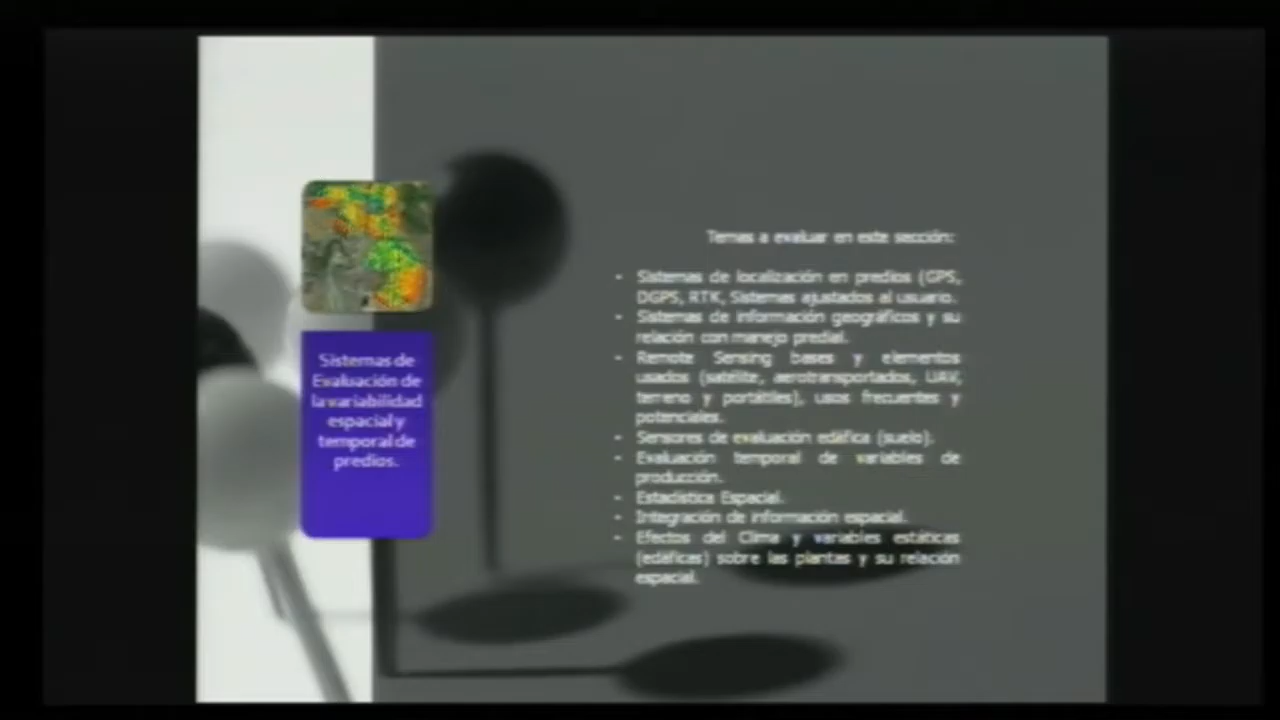 Sistemas de
Evaluación de
la variabilidad
espacial y
temporal de
predios.
Temas a evaluar en este sección:
- Sistemas de localización en predios (GPS,
DGPS, RTK, Sistemas ajustados al usuario.
- Sistemas de información geográficos y su
relación con manejo predial.
- Remote Sensing bases y elementos
usados (satélite, aerotransportados, UAV,
terreno y portátiles), usos frecuentes y
potenciales.
- Sensores de evaluación edáfica (suelo).
- Evaluación temporal de variables de
producción.
- Estadística Espacial.
- Integración de información espacial.
- Efectos del Clima y variables estáticas
(edáficas) sobre las plantas y su relación
espacial.